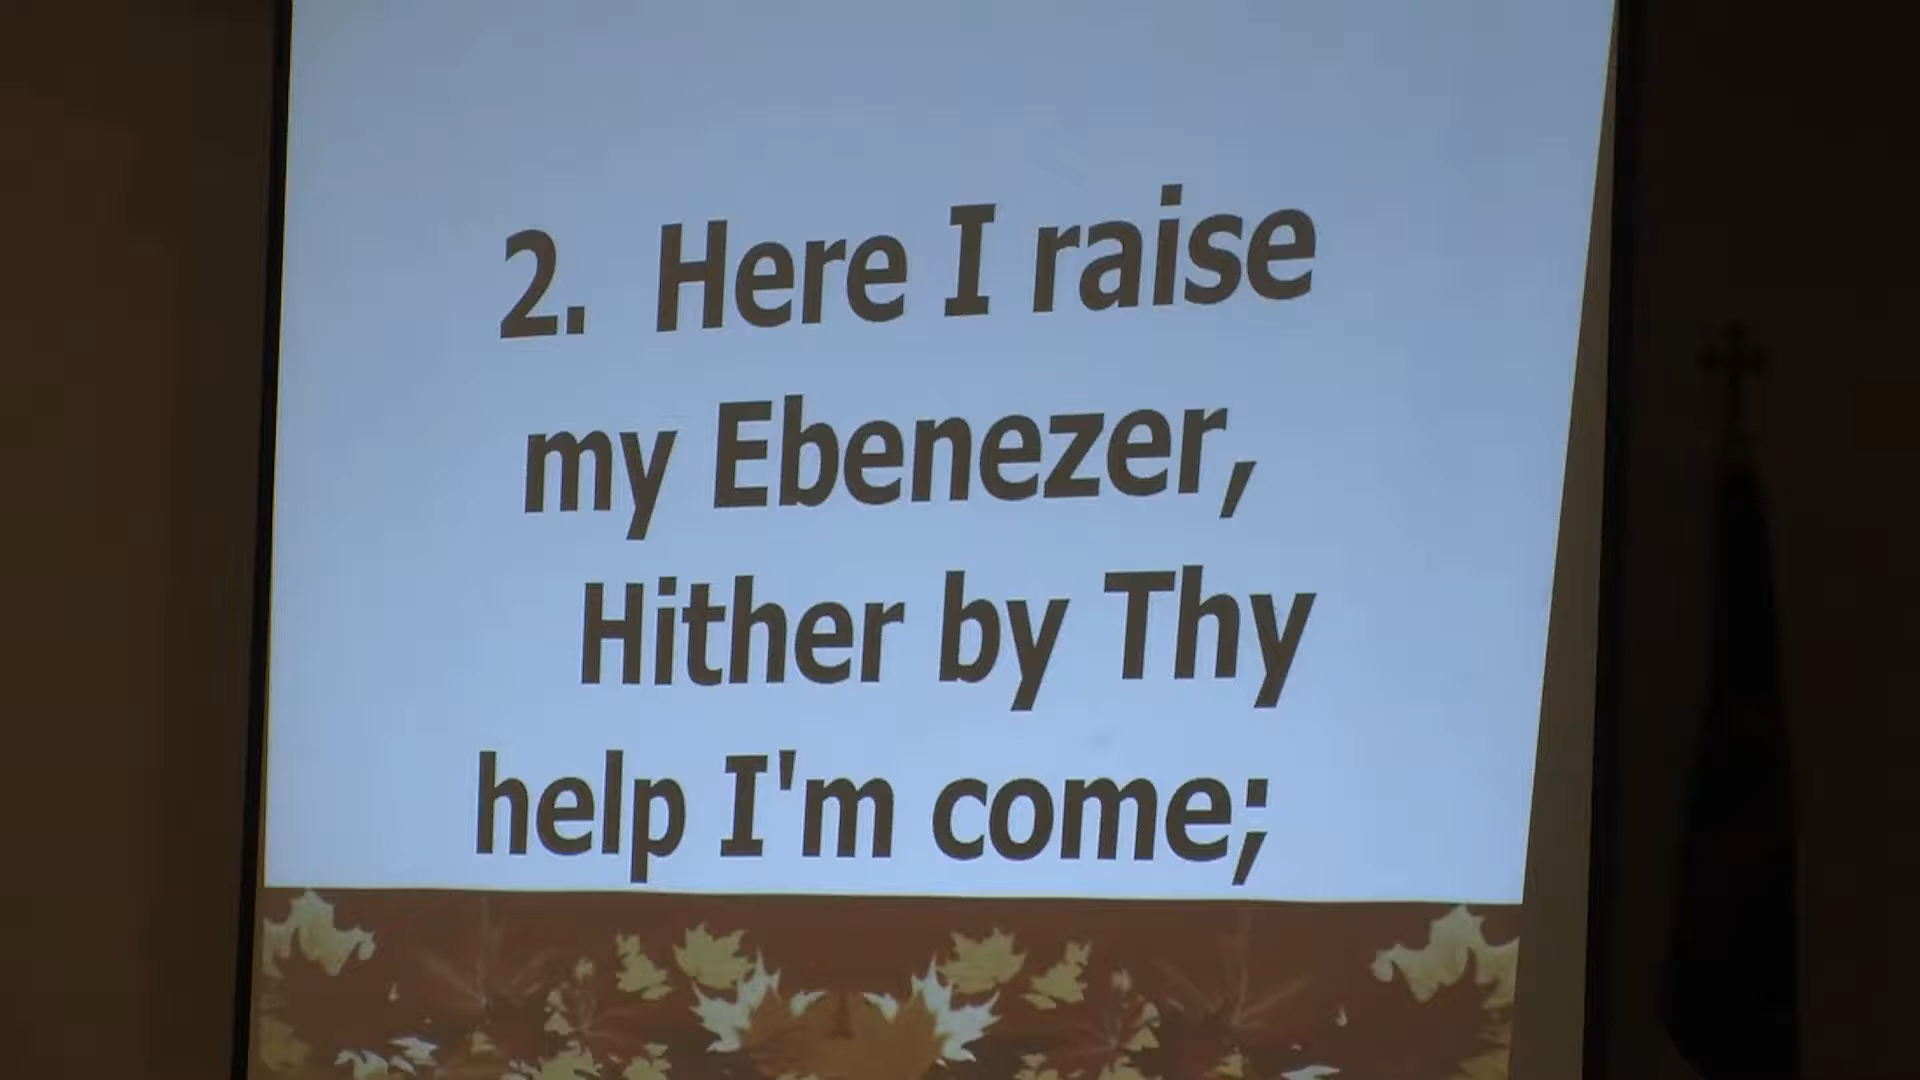 2. Here I raise
my Ebenezer,
Hither by Thy
help I'm come;